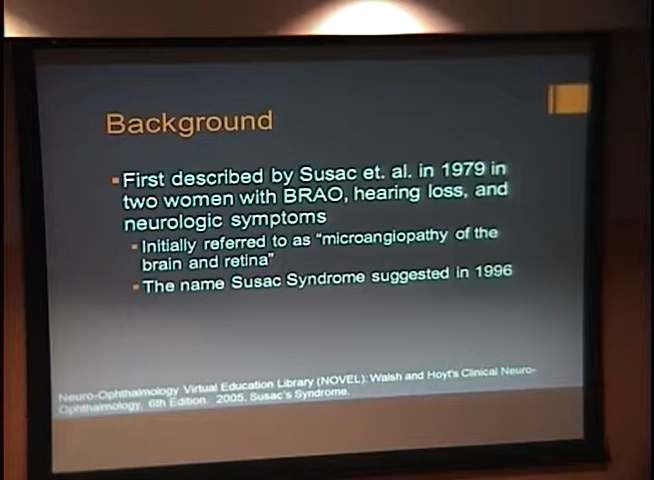 Background
First described by Susac et. al. in 1979 in
two women with BRAO, hearing loss, and
neurologic symptoms
Initially referred to as "microangiopathy of the
brain and retina"
The name Susac Syndrome suggested in 1996
Neuro-Ophthalmology Virtual Education Library (NOVEL): Walsh and Hoyt's Clinical Neuro-
Ophthalmology, 6th Edition. 2005. Susac's Syndrome.